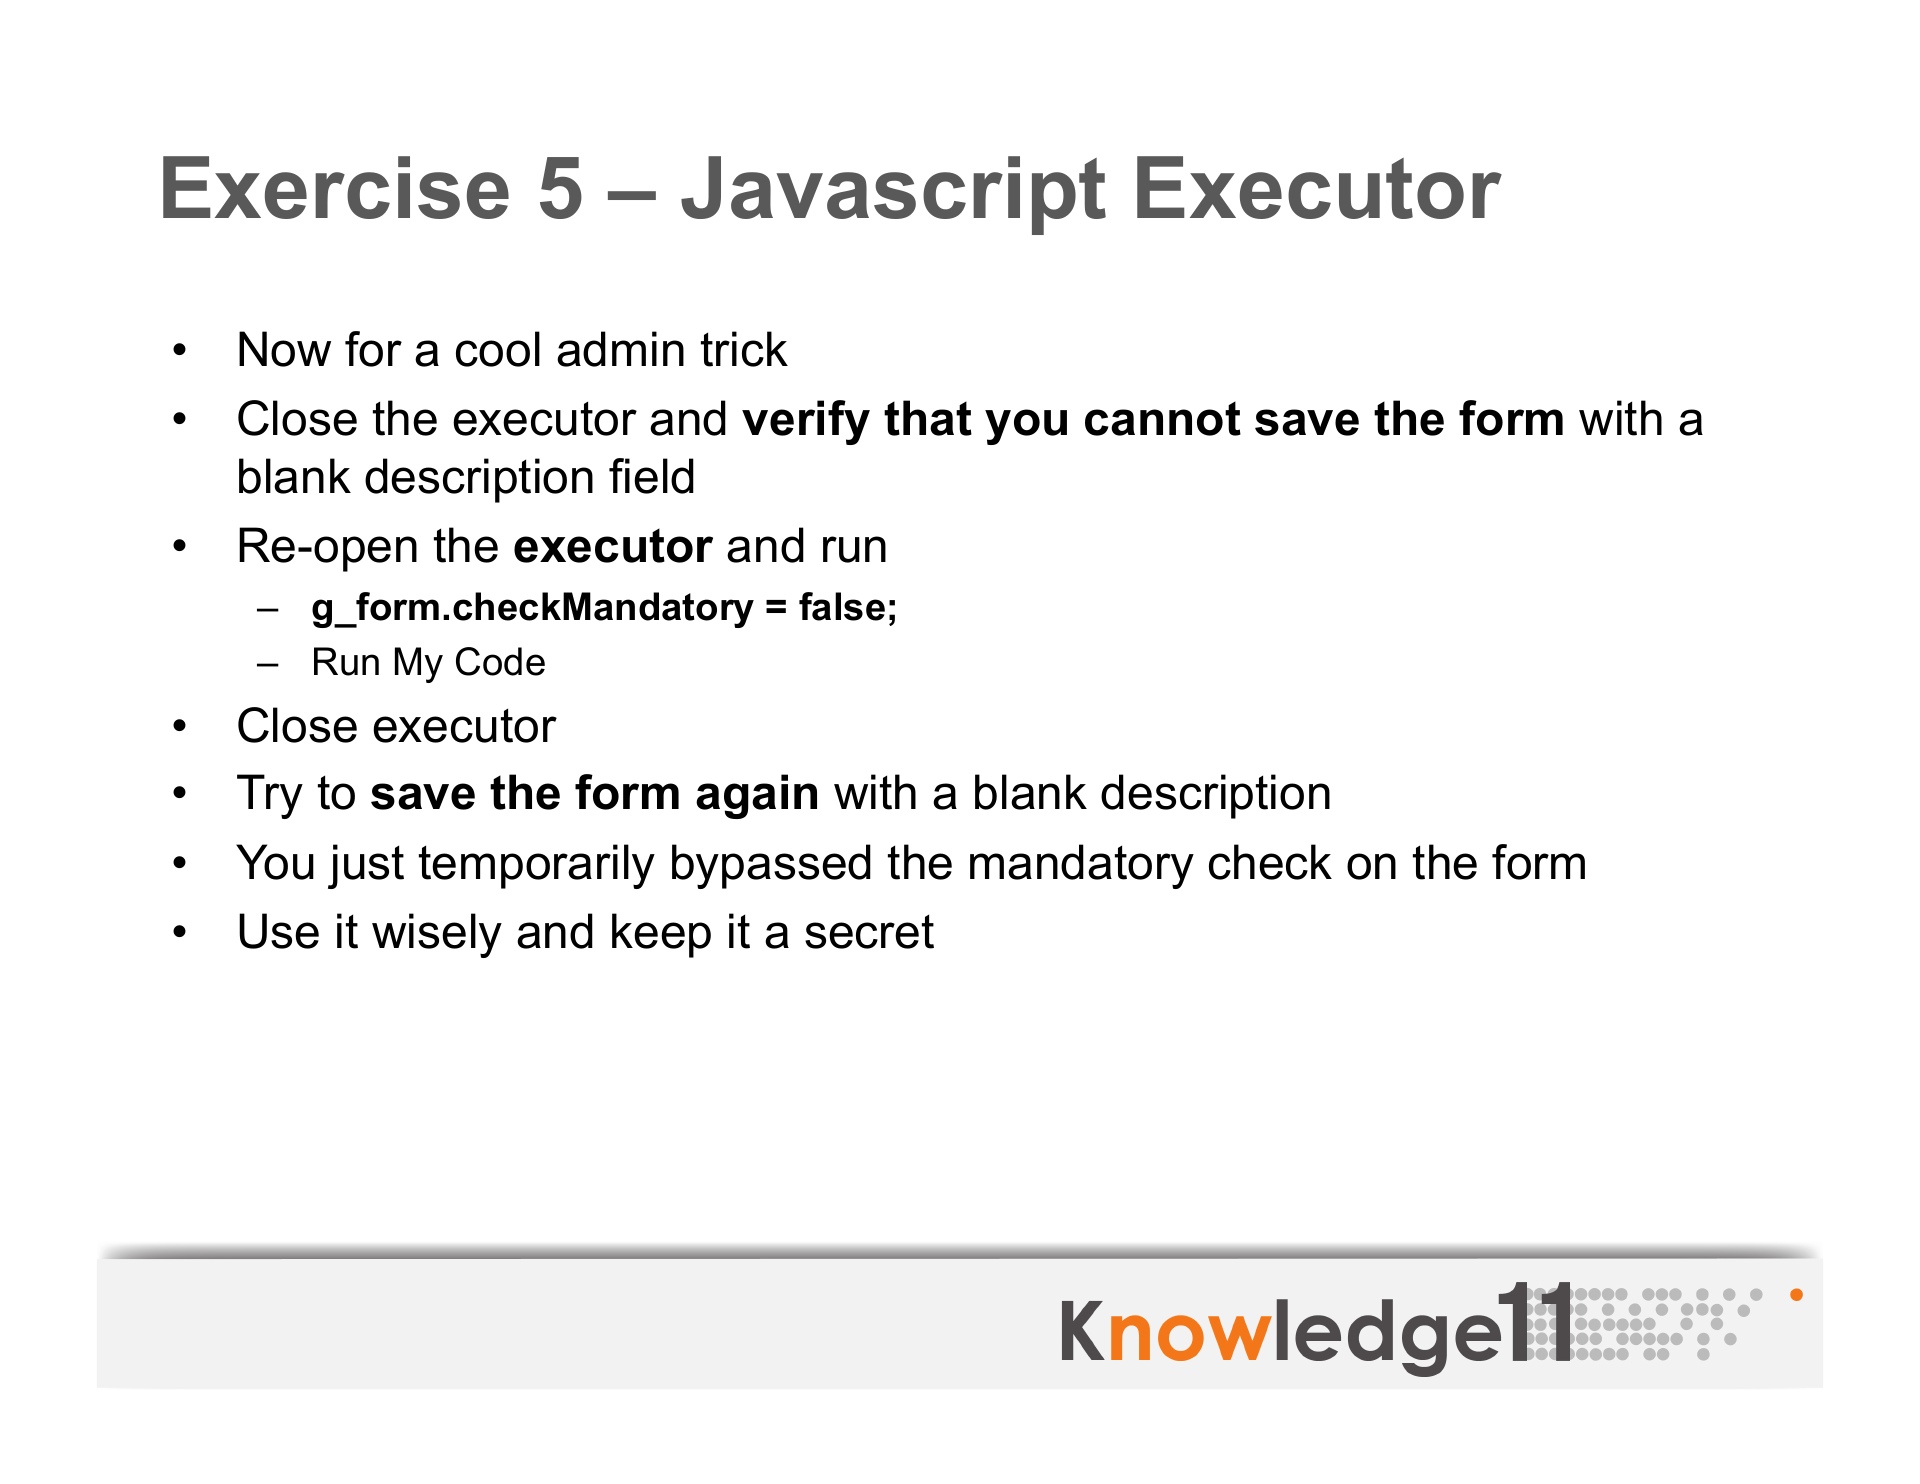 Exercise 5 – Javascript Executor
• Now for a cool admin trick
• Close the executor and verify that you cannot save the form with a
blank description field
• Re-open the executor and run
– g_form.checkMandatory = false;
– Run My Code
• Close executor
• Try to save the form again with a blank description
• You just temporarily bypassed the mandatory check on the form
• Use it wisely and keep it a secret
Knowledge11